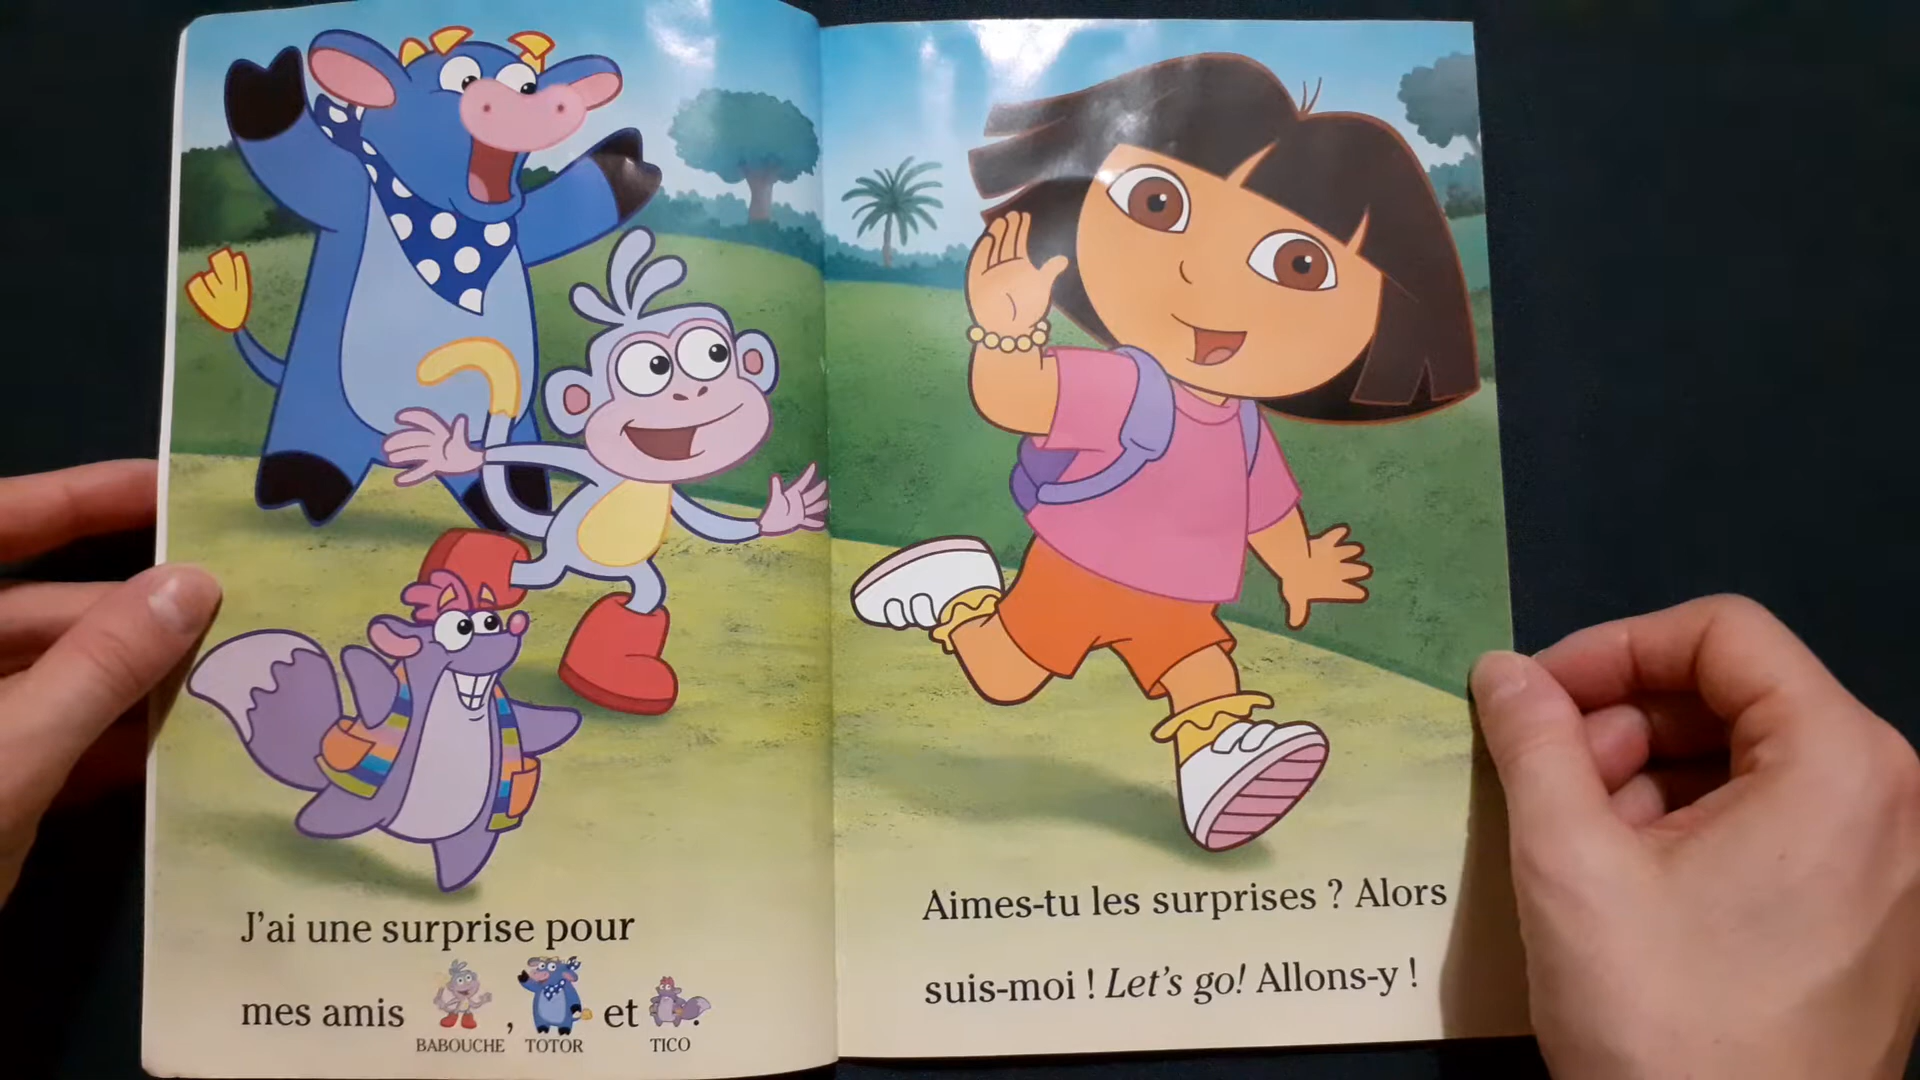 J'ai une surprise pour
mes amis , et .
BABOUCHE TOTOR TICO
Aimes-tu les surprises ? Alors
suis-moi ! Let's go! Allons-y !